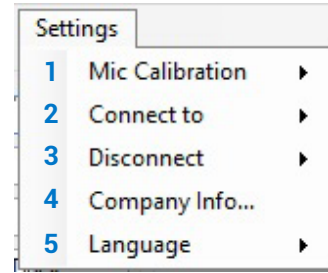 Settings
1 Mic Calibration
2 Connect to
3 Disconnect
4 Company Info...
5 Language